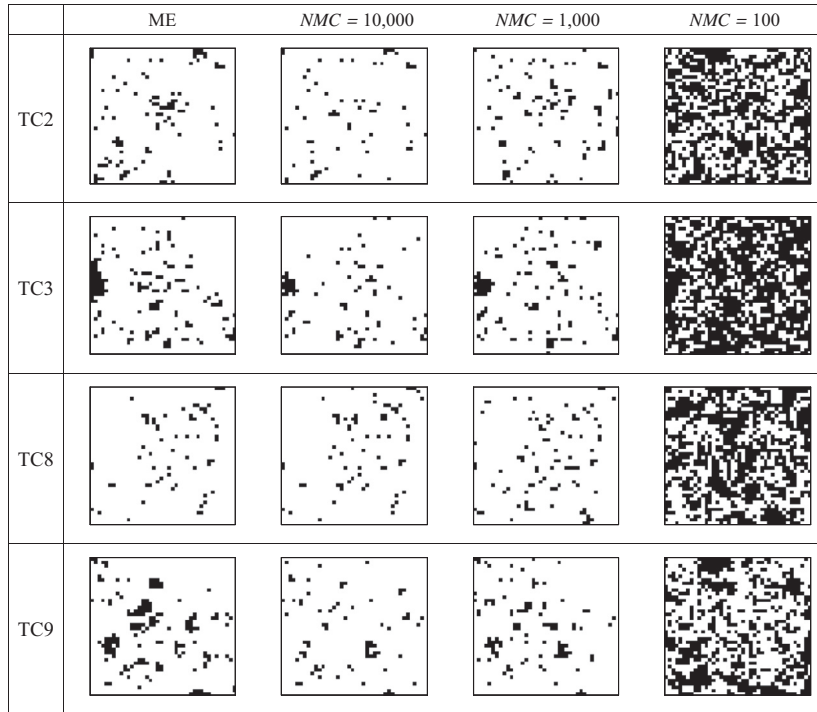 ME NMC = 10,000 NMC = 1,000 NMC = 100
TC2
TC3
TC8
TC9